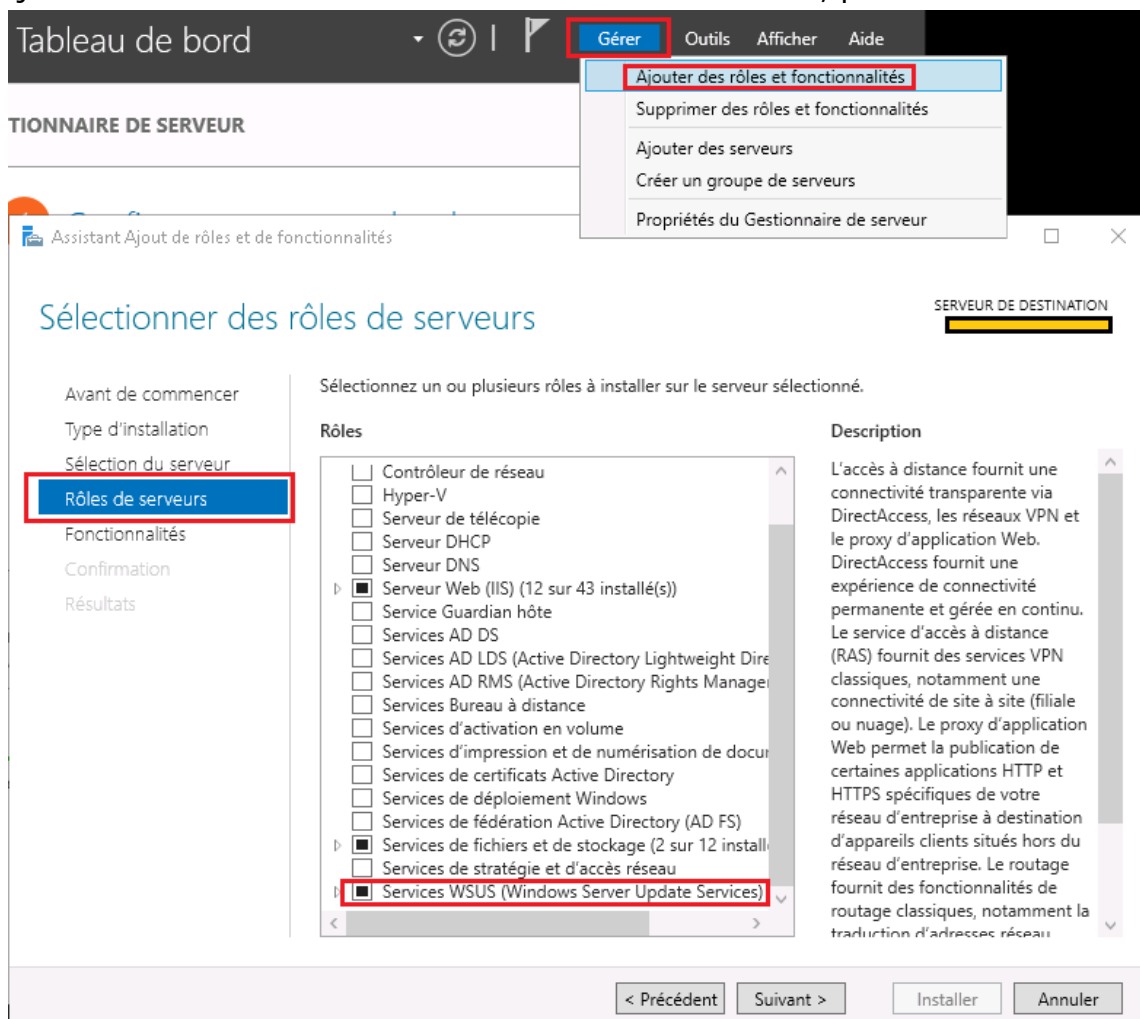 Tableau de bord
Gérer Outils Afficher Aide
Ajouter des rôles et fonctionnalités
Supprimer des rôles et fonctionnalités
Ajouter des serveurs
Créer un groupe de serveurs
Propriétés du Gestionnaire de serveur
TIONNAIRE DE SERVEUR
Assistant Ajout de rôles et de fonctionnalités
Sélectionner des rôles de serveurs
SERVEUR DE DESTINATION
Avant de commencer
Type d'installation
Sélection du serveur
Rôles de serveurs
Fonctionnalités
Confirmation
Résultats
Sélectionnez un ou plusieurs rôles à installer sur le serveur sélectionné.
Rôles
Contrôleur de réseau
Hyper-V
Serveur de télécopie
Serveur DHCP
Serveur DNS
Serveur Web (IIS) (12 sur 43 installé(s))
Service Guardian hôte
Services AD DS
Services AD LDS (Active Directory Lightweight Dire
Services AD RMS (Active Directory Rights Manage
Services Bureau à distance
Services d'activation en volume
Services d'impression et de numérisation de docu
Services de certificats Active Directory
Services de déploiement Windows
Services de fédération Active Directory (AD FS)
Services de fichiers et de stockage (2 sur 12 install
Services de stratégie et d'accès réseau
Services WSUS (Windows Server Update Services)
Description
L'accès à distance fournit une
connectivité transparente via
DirectAccess, les réseaux VPN et
le proxy d'application Web.
DirectAccess fournit une
expérience de connectivité
permanente et gérée en continu.
Le service d'accès à distance
(RAS) fournit des services VPN
classiques, notamment une
connectivité de site à site (filiale
ou nuage). Le proxy d'application
Web permet la publication de
certaines applications HTTP et
HTTPS spécifiques de votre
réseau d'entreprise à destination
d'appareils clients situés hors du
réseau d'entreprise. Le routage
fournit des fonctionnalités de
routage classiques, notamment la
traduction d'adresses réseau
< Précédent Suivant > Installer Annuler